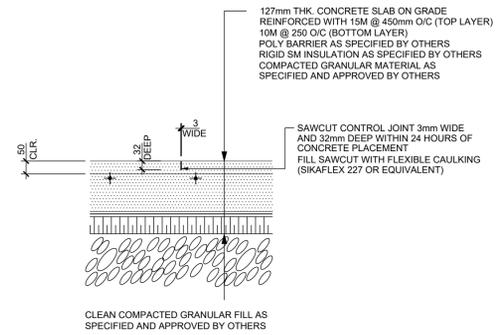 127mm THK. CONCRETE SLAB ON GRADE
REINFORCED WITH 15M @ 450mm O/C (TOP LAYER)
10M @ 250 O/C (BOTTOM LAYER)
POLY BARRIER AS SPECIFIED BY OTHERS
RIGID SM INSULATION AS SPECIFIED BY OTHERS
COMPACTED GRANULAR MATERIAL AS
SPECIFIED AND APPROVED BY OTHERS
3
WIDE
50
CLR.
32
DEEP
SAWCUT CONTROL JOINT 3mm WIDE
AND 32mm DEEP WITHIN 24 HOURS OF
CONCRETE PLACEMENT
FILL SAWCUT WITH FLEXIBLE CAULKING
(SIKAFLEX 227 OR EQUIVALENT)
CLEAN COMPACTED GRANULAR FILL AS
SPECIFIED AND APPROVED BY OTHERS